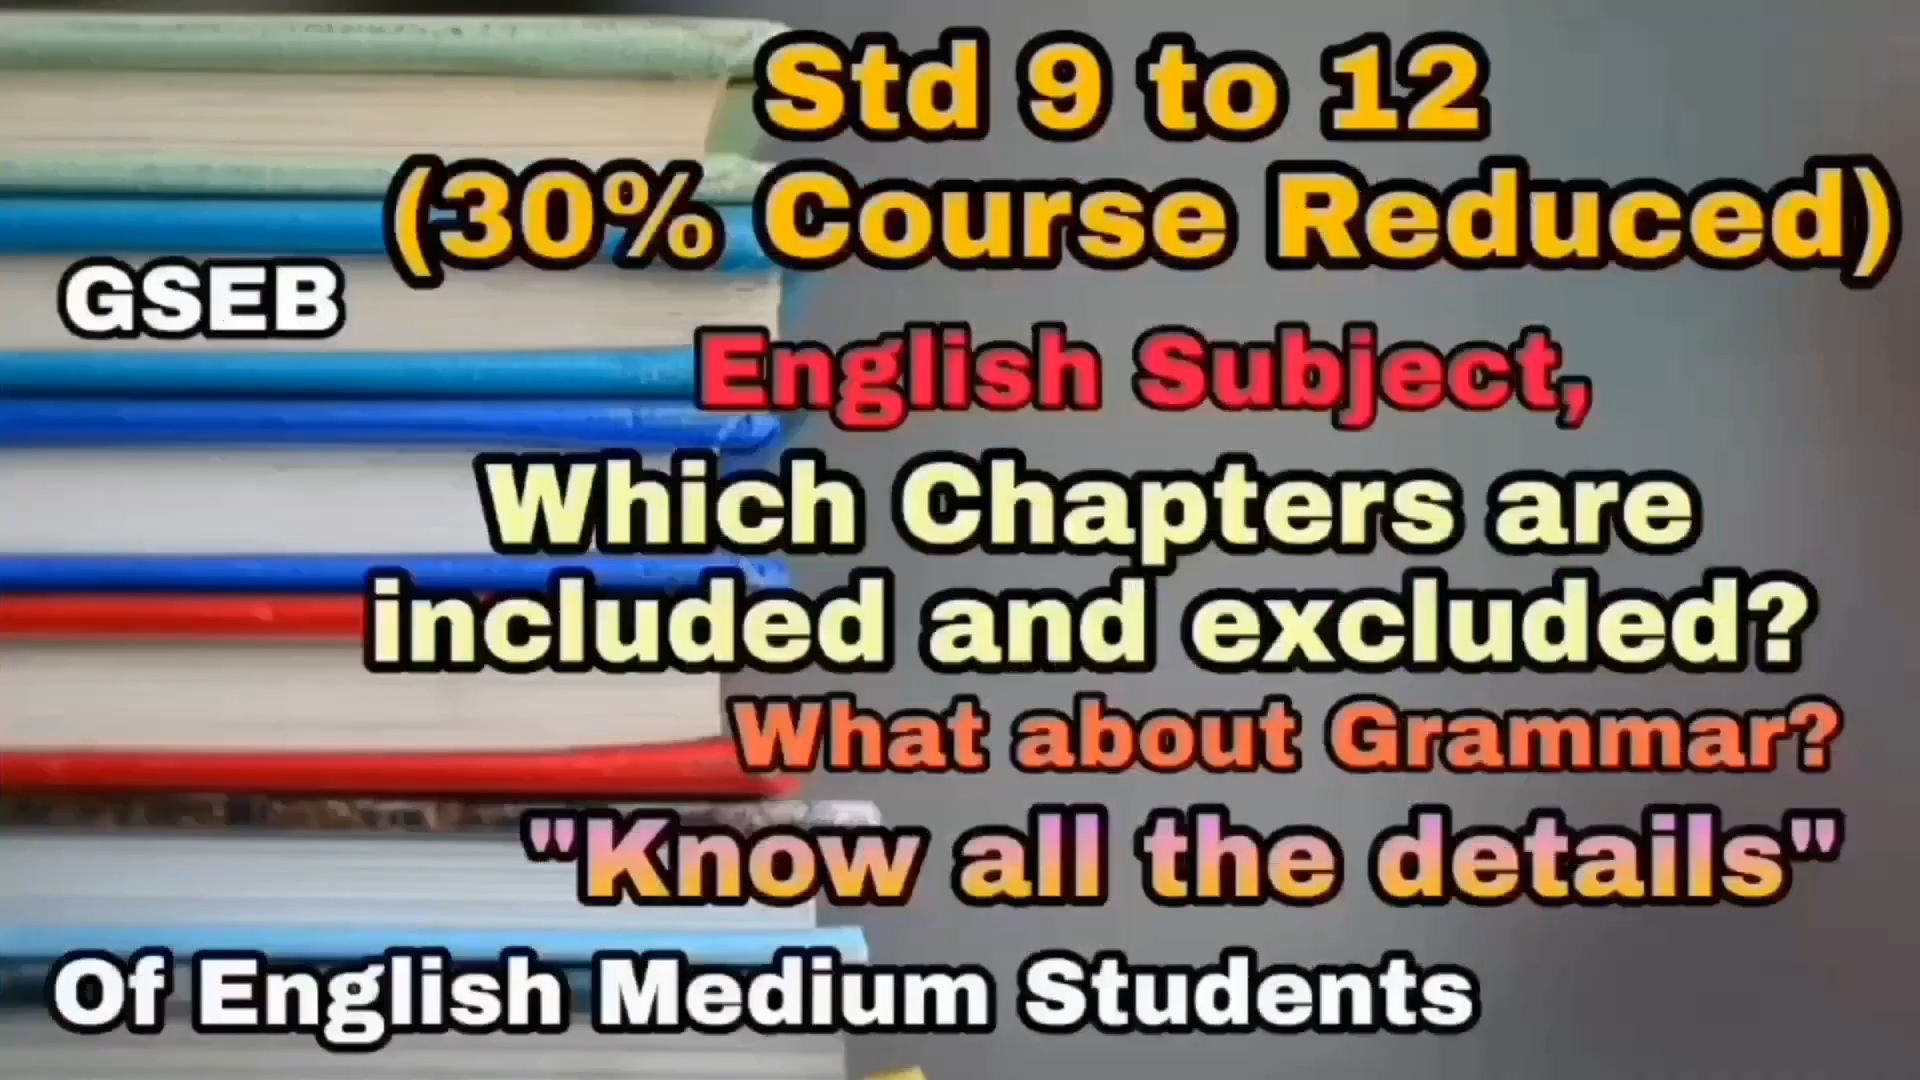 Std 9 to 12
(30% Course Reduced)
GSEB
English Subject,
Which Chapters are
included and excluded?
What about Grammar?
"Know all the details"
Of English Medium Students